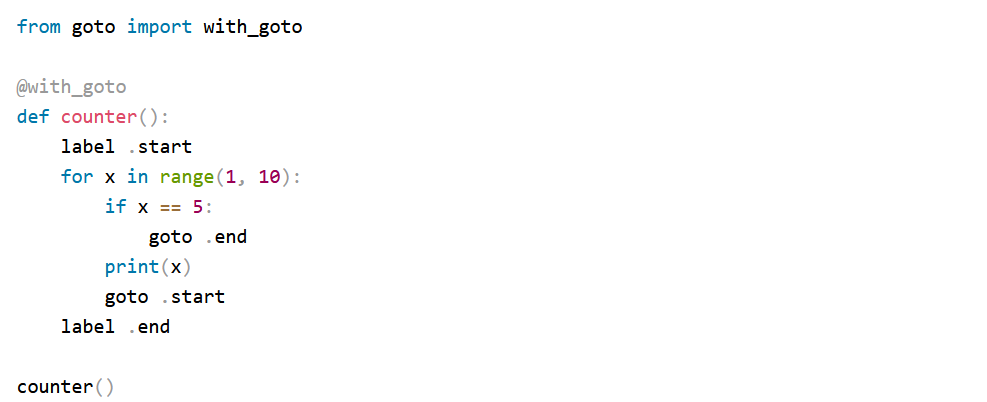 from goto import with_goto

@with_goto
def counter():
    label .start
    for x in range(1, 10):
        if x == 5:
            goto .end
        print(x)
        goto .start
    label .end

counter()